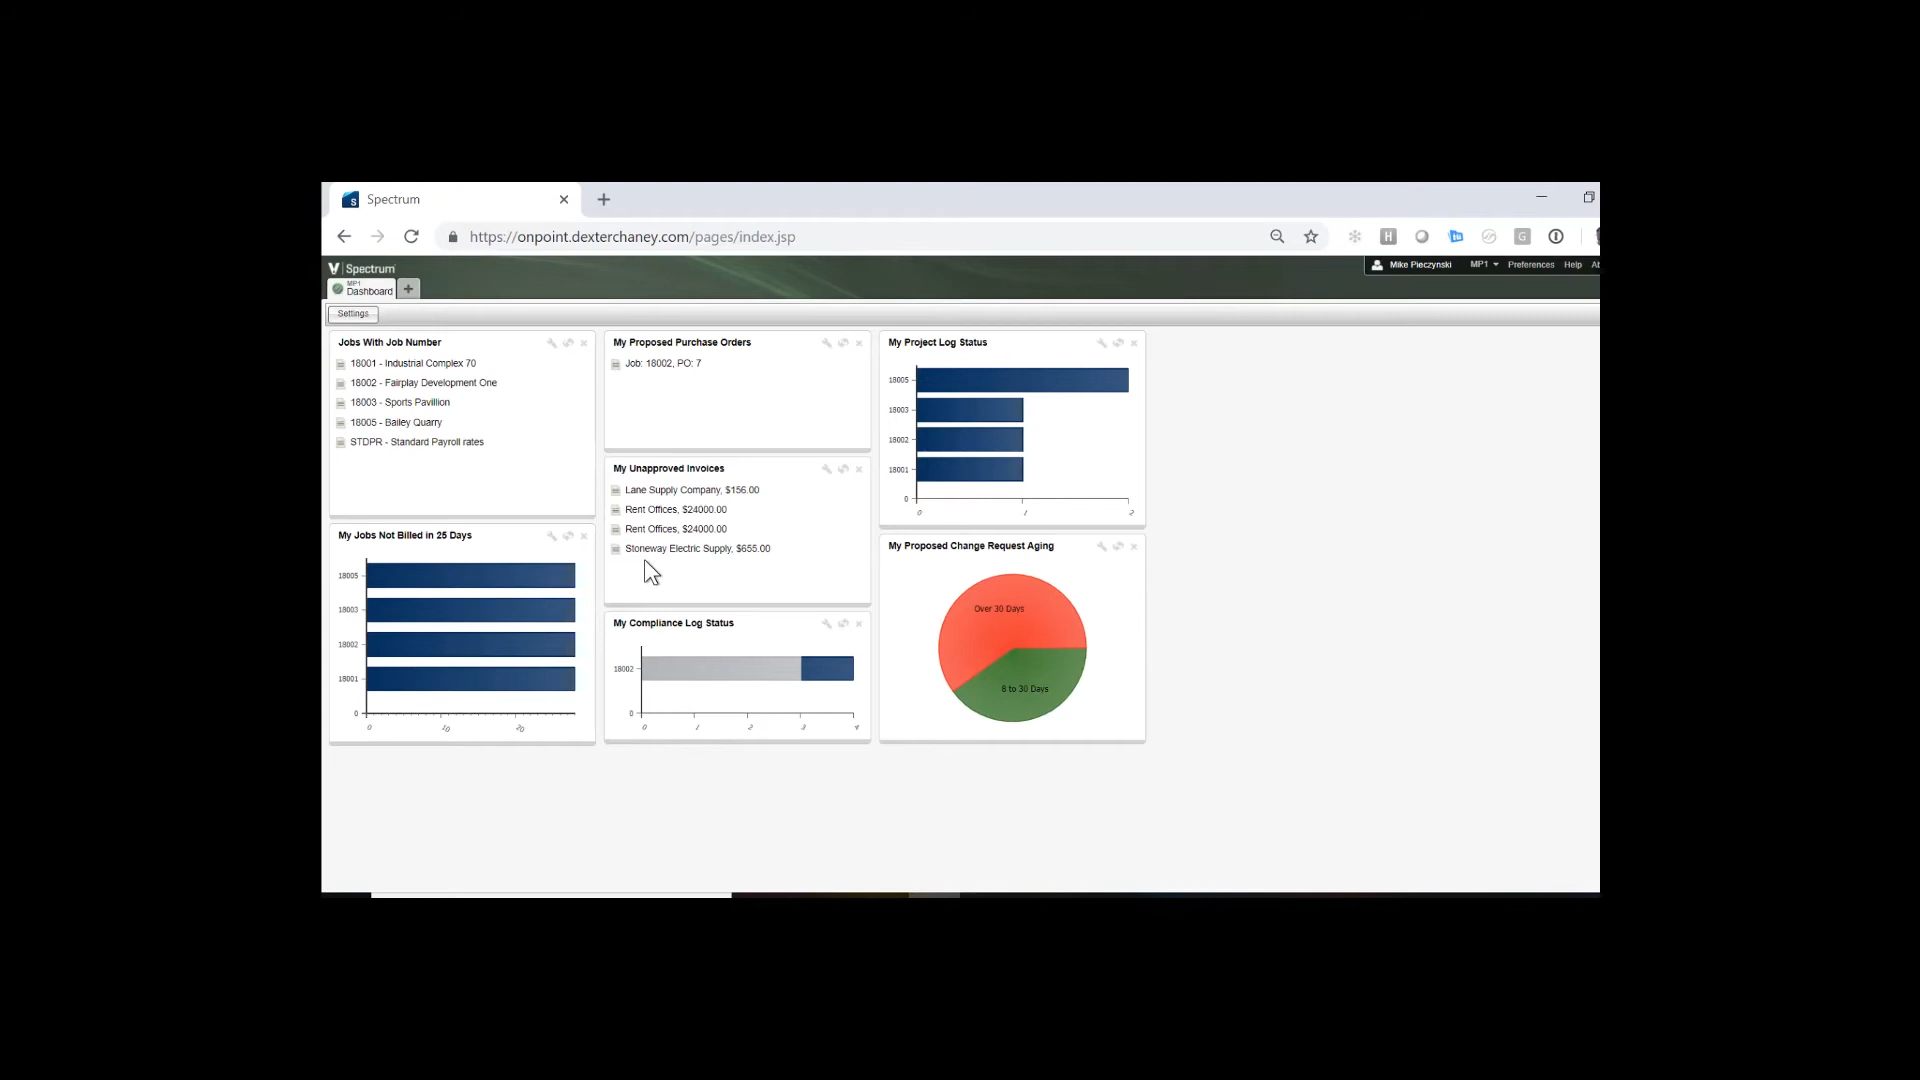 Spectrum
https://onpoint.dexterchaney.com/pages/index.jsp
Spectrum
Mike Pieczynski MP1 Preferences Help Ab
MP1
Dashboard
Settings
Jobs With Job Number
18001 - Industrial Complex 70
18002 - Fairplay Development One
18003 - Sports Pavillion
18005 - Bailey Quarry
STDPR - Standard Payroll rates
My Jobs Not Billed in 25 Days
18005
18003
18002
18001
0
0 10 20
My Proposed Purchase Orders
Job: 18002, PO: 7
My Unapproved Invoices
Lane Supply Company, $156.00
Rent Offices, $24000.00
Rent Offices, $24000.00
Stoneway Electric Supply, $655.00
My Compliance Log Status
18002
0
0 1 2 3 4
My Project Log Status
18005
18003
18002
18001
0
0 1 2
My Proposed Change Request Aging
Over 30 Days
8 to 30 Days